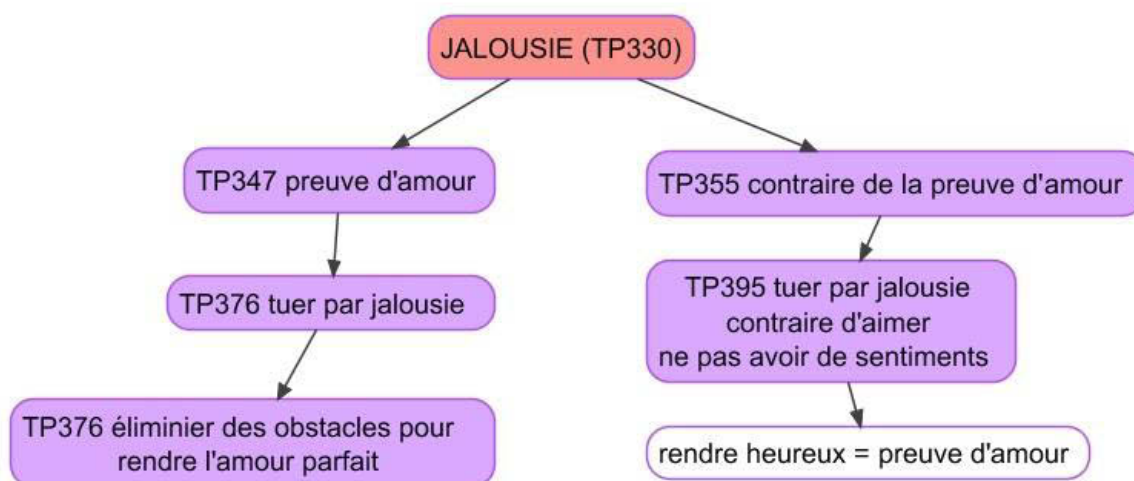 JALOUSIE (TP330)
TP347 preuve d'amour
TP355 contraire de la preuve d'amour
TP376 tuer par jalousie
TP395 tuer par jalousie
contraire d'aimer
ne pas avoir de sentiments
TP376 éliminier des obstacles pour
rendre l'amour parfait
rendre heureux = preuve d'amour